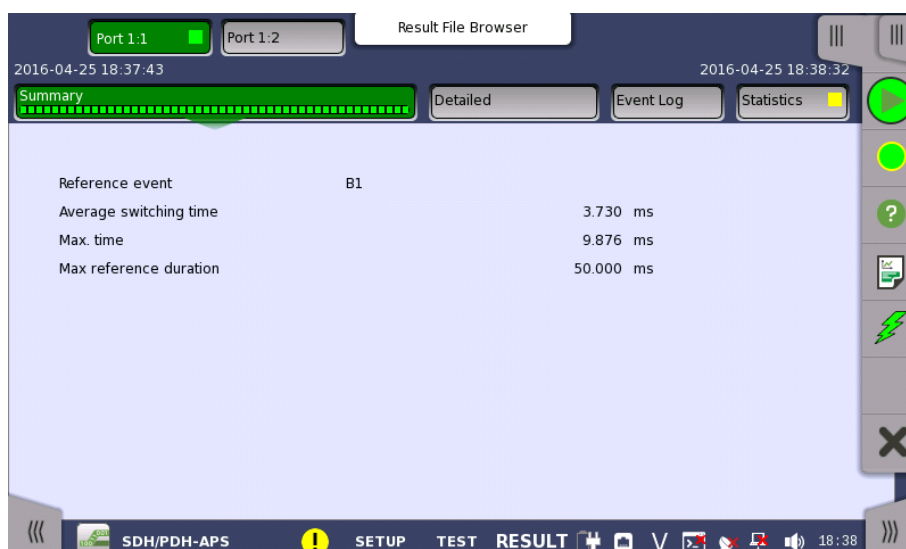 Port 1:1 Port 1:2 Result File Browser
2016-04-25 18:37:43 2016-04-25 18:38:32
Summary Detailed Event Log Statistics
Reference event B1
Average switching time 3.730 ms
Max. time 9.876 ms
Max reference duration 50.000 ms
SDH/PDH-APS ! SETUP TEST RESULT V 18:38